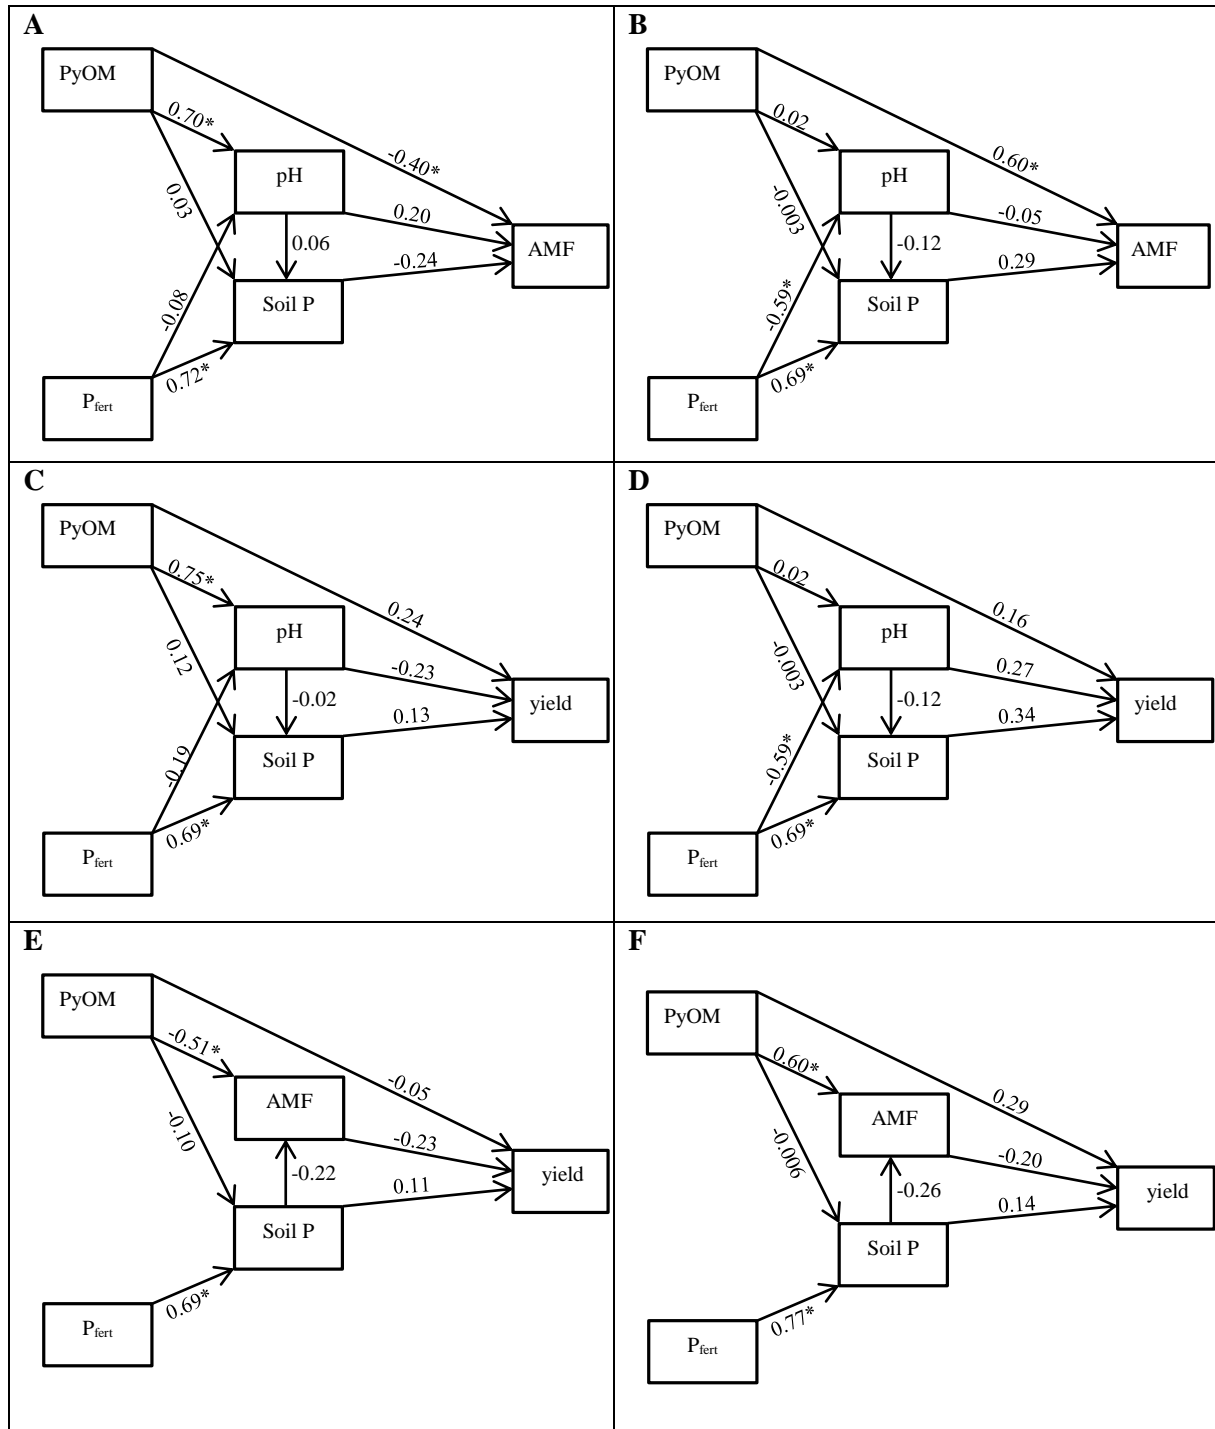 A
PyOM
0.70*
-0.40*
pH
0.03
0.20
0.06
AMF
-0.24
Soil P
-0.08
0.72*
Pfert
B
PyOM
0.02
0.60*
pH
-0.003
-0.05
-0.12
AMF
0.29
Soil P
-0.59*
0.69*
Pfert
C
PyOM
0.75*
0.24
pH
0.12
-0.23
-0.02
yield
0.13
Soil P
-0.19
0.69*
Pfert
D
PyOM
0.02
0.16
pH
-0.003
0.27
-0.12
yield
0.34
Soil P
-0.59*
0.69*
Pfert
E
PyOM
-0.51*
-0.05
AMF
-0.10
-0.23
-0.22
yield
0.11
Soil P
0.69*
Pfert
F
PyOM
0.60*
0.29
AMF
-0.006
-0.20
-0.26
yield
0.14
Soil P
0.77*
Pfert